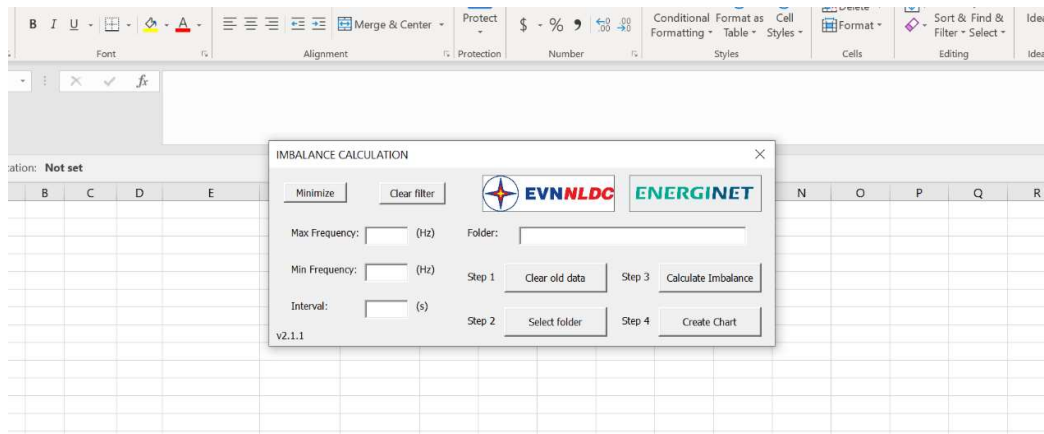 Delete
B I U A Merge & Center Protect $ % 9 Conditional Format as Cell Format Sort & Find &
Formatting Table Styles Filter Select
Font Alignment Protection Number Styles Cells Editing
fx
Not set
IMBALANCE CALCULATION
B C D E N O P Q R
Minimize Clear filter EVNNLDC ENERGINET
Max Frequency: (Hz) Folder:
Min Frequency: (Hz) Step 1 Clear old data Step 3 Calculate Imbalance
Interval: (s) Step 2 Select folder Step 4 Create Chart
v2.1.1